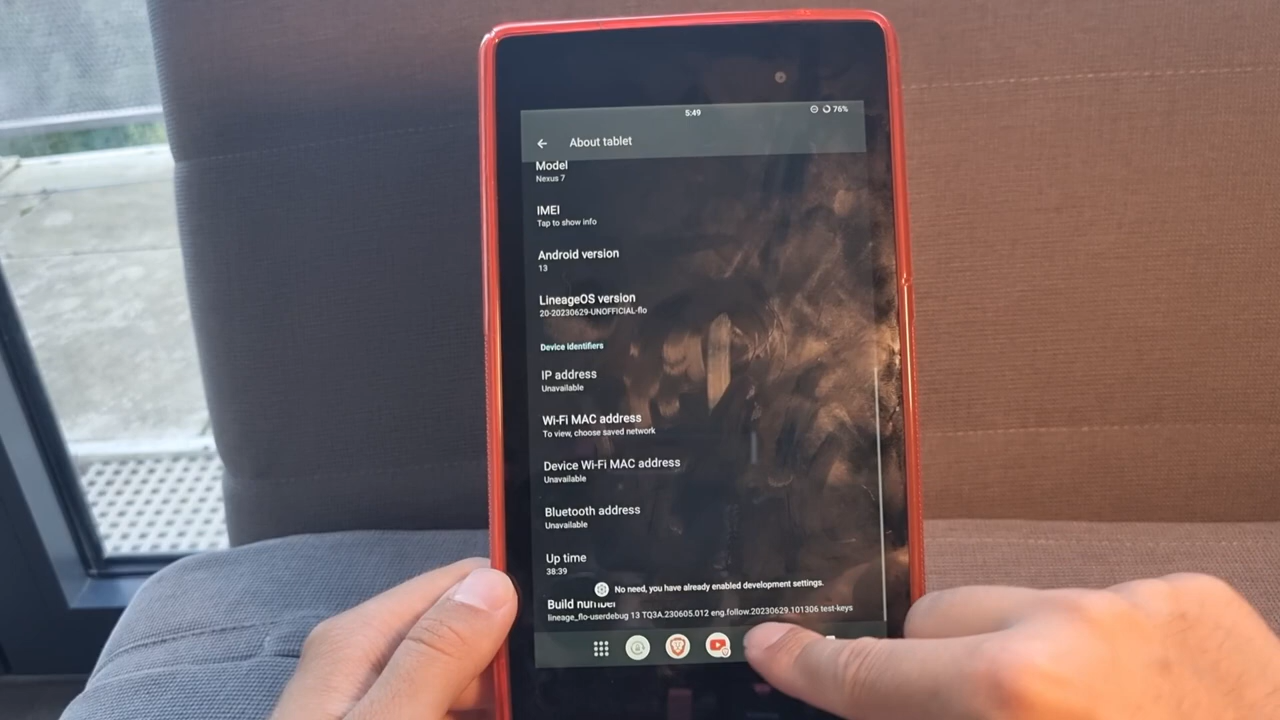 5:49
76%
About tablet
Model
Nexus 7
IMEI
Tap to show info
Android version
13
LineageOS version
20-20230629-UNOFFICIAL-flo
Device identifiers
IP address
Unavailable
Wi-Fi MAC address
To view, choose saved network
Device Wi-Fi MAC address
Unavailable
Bluetooth address
Unavailable
Up time
38:39
No need, you have already enabled development settings.
Build number
lineage_flo-userdebug 13 TQ3A.230605.012 eng.follow.20230629.101306 test-keys